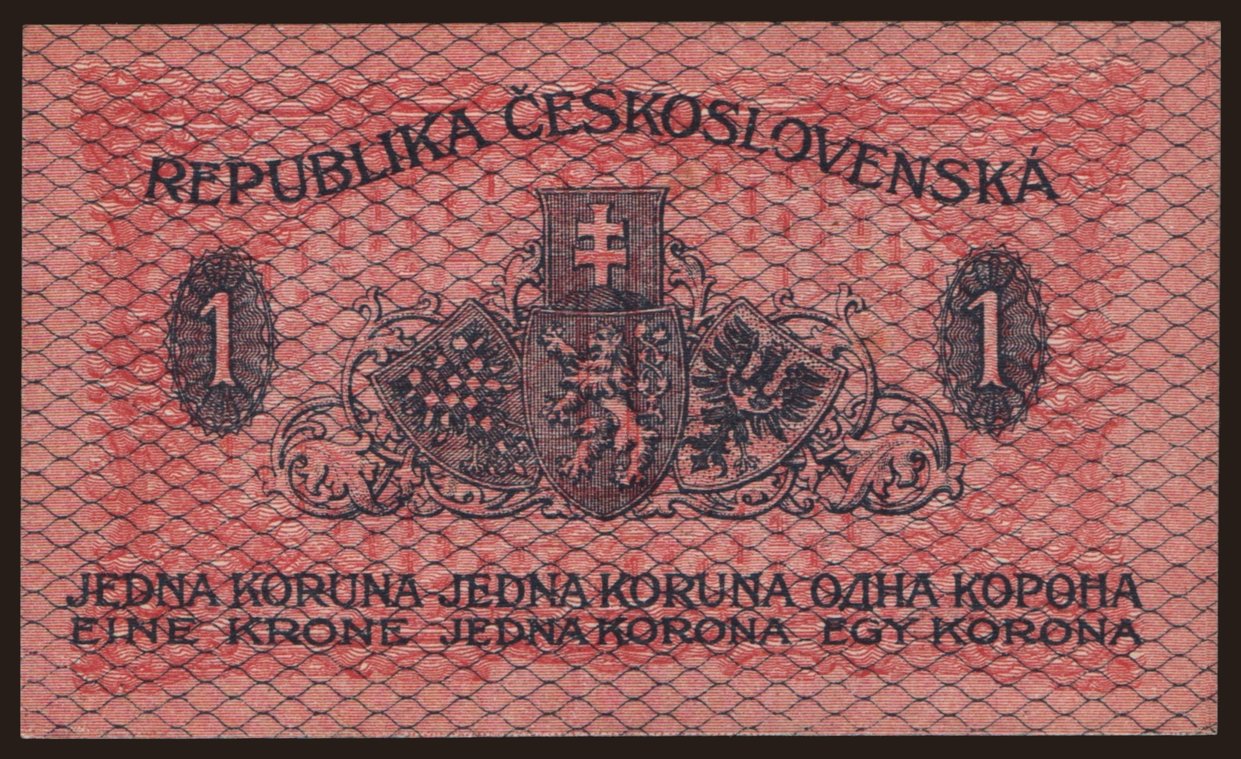 REPUBLIKA ČESKOSLOVENSKÁ
1 1
JEDNA KORUNA JEDNA KORUNA ОДНА КОРОНА
EINE KRONE JEDNA KORONA EGY KORONA